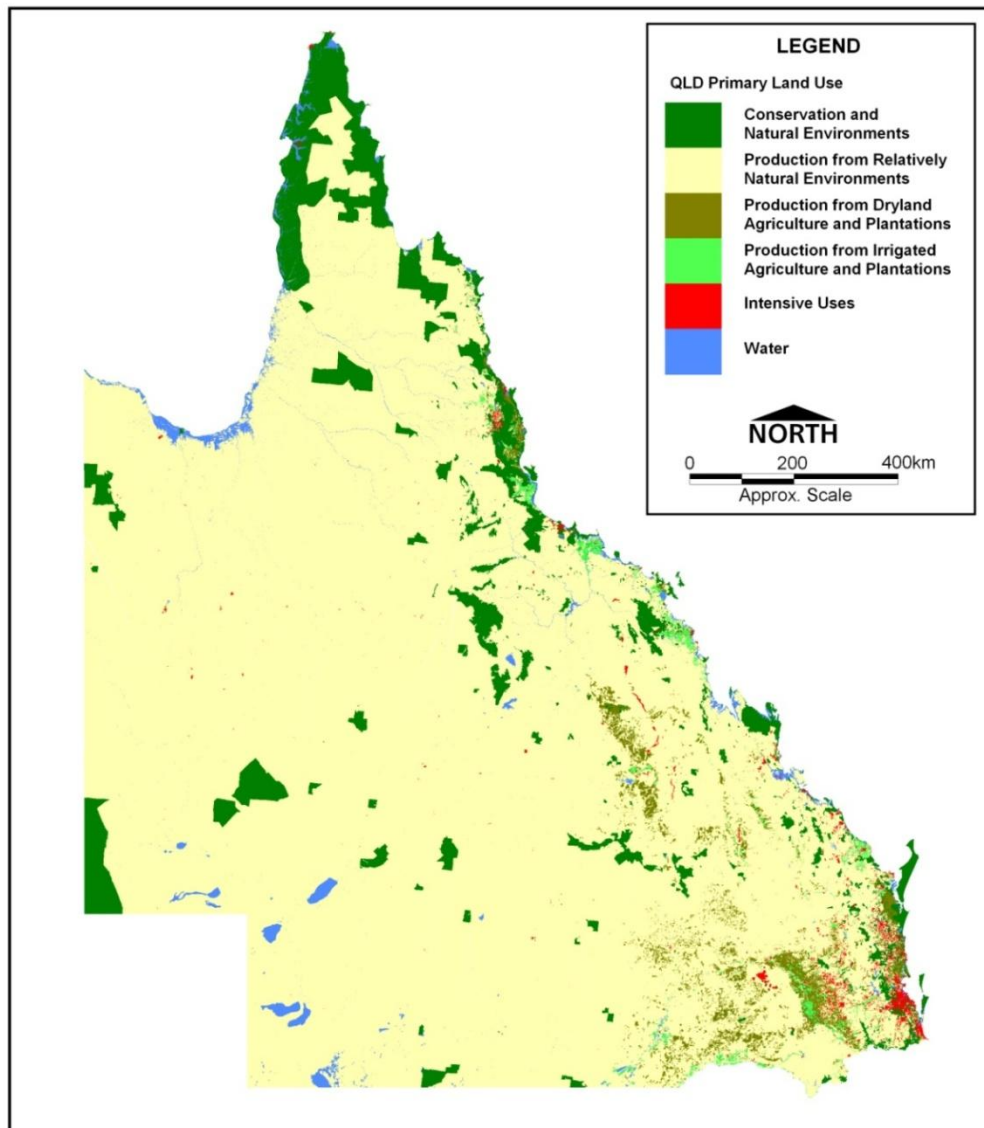 LEGEND
QLD Primary Land Use
Conservation and
Natural Environments
Production from Relatively
Natural Environments
Production from Dryland
Agriculture and Plantations
Production from Irrigated
Agriculture and Plantations
Intensive Uses
Water
NORTH
0 200 400km
Approx. Scale